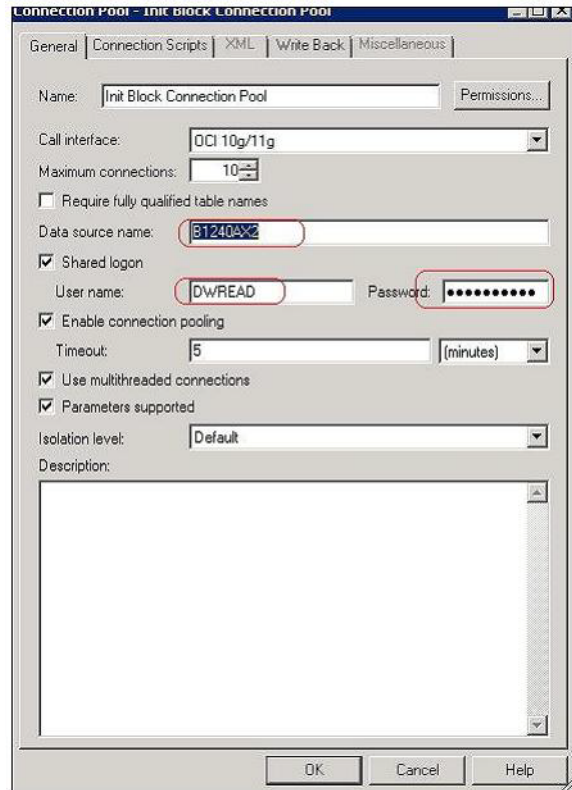 Connection Pool - Init Block Connection Pool
General Connection Scripts XML Write Back Miscellaneous
Name: Init Block Connection Pool Permissions...
Call interface: OCI 10g/11g
Maximum connections: 10
Require fully qualified table names
Data source name: B1240AX2
Shared logon
User name: DWREAD Password: ●●●●●●●●●●
Enable connection pooling
Timeout: 5 (minutes)
Use multithreaded connections
Parameters supported
Isolation level: Default
Description:
OK Cancel Help